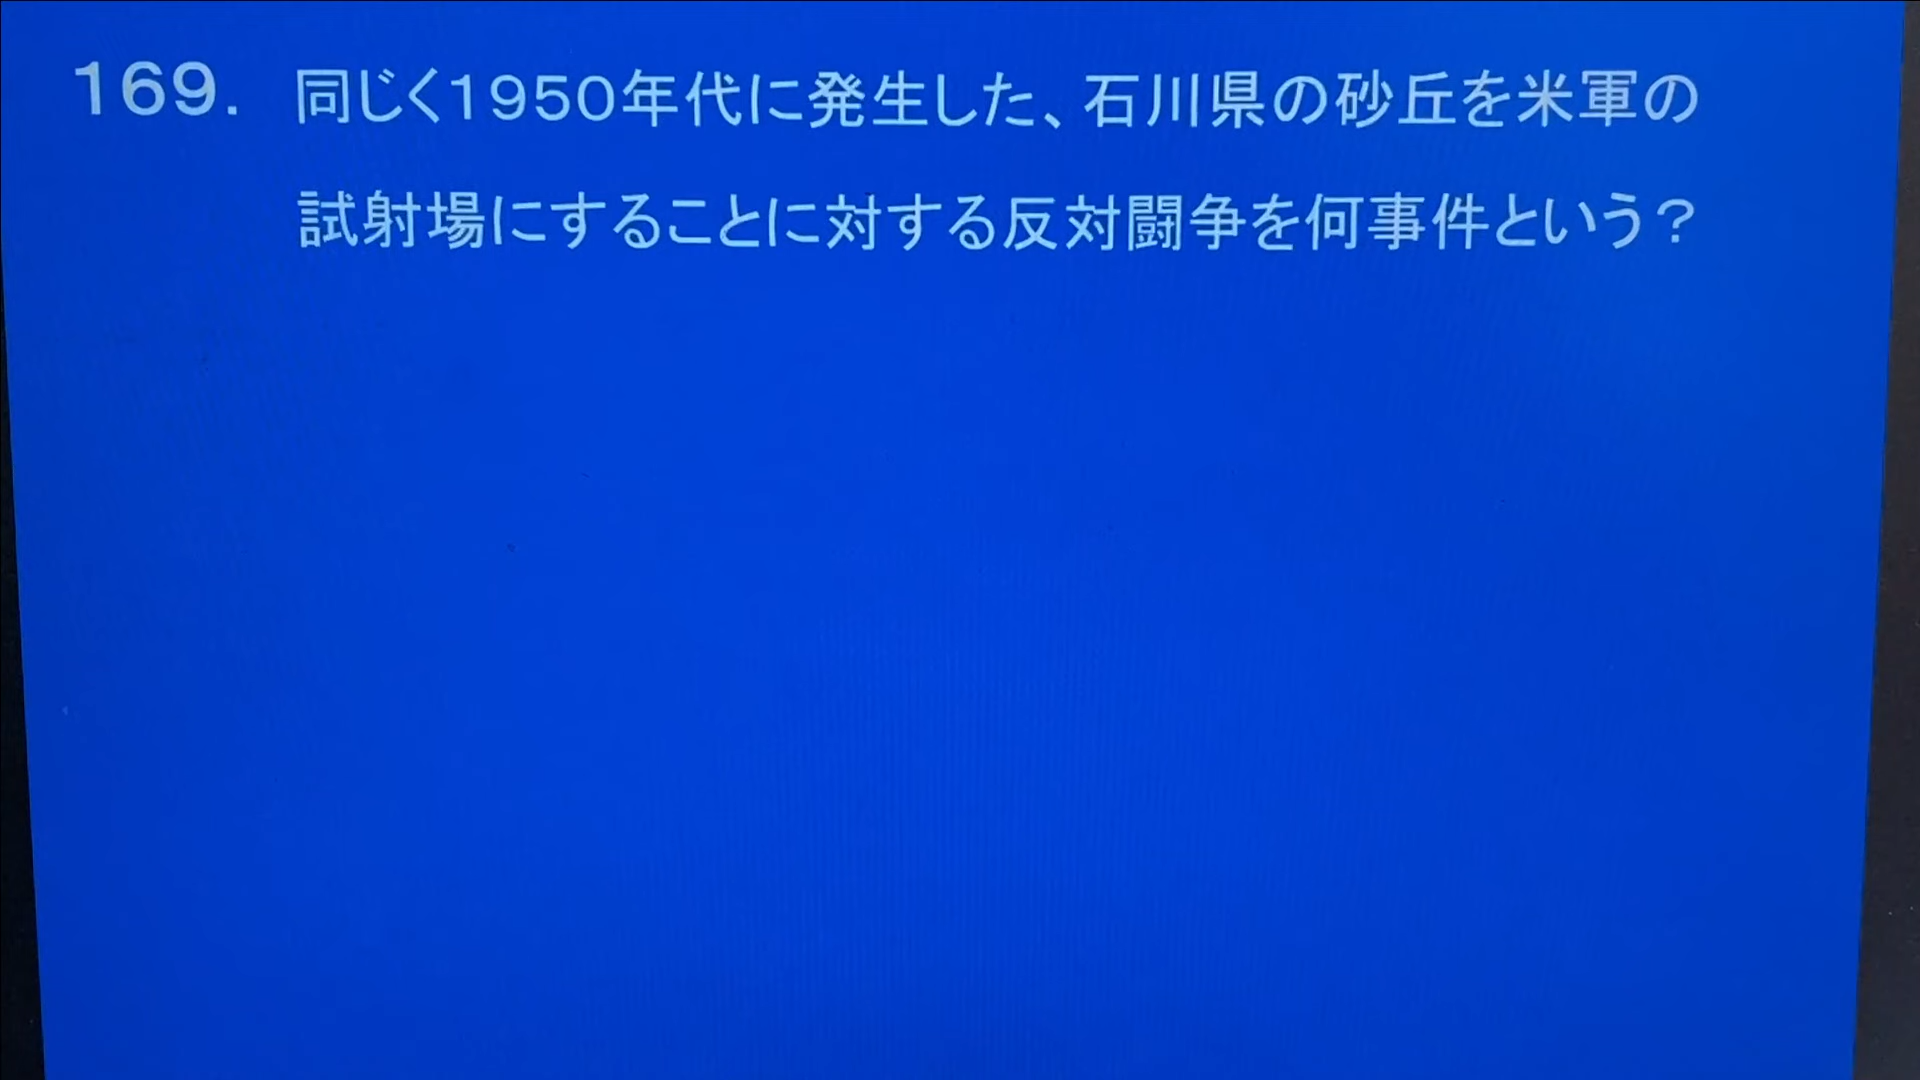 169. 同じく1950年代に発生した、石川県の砂丘を米軍の
試射場にすることに対する反対闘争を何事件という？